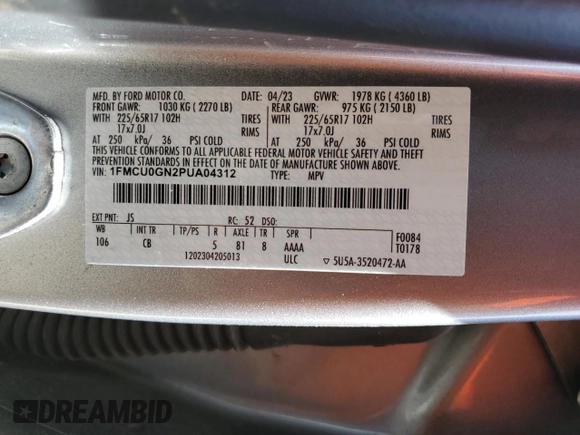 MFD. BY FORD MOTOR CO. DATE: 04/23 GVWR: 1978 KG ( 4360 LB)
FRONT GAWR: 1030 KG ( 2270 LB) REAR GAWR: 975 KG ( 2150 LB)
WITH 225/65R17 102H TIRES WITH 225/65R17 102H TIRES
17x7.0J RIMS 17x7.0J RIMS
AT 250 kPa/ 36 PSI COLD AT 250 kPa/ 36 PSI COLD
THIS VEHICLE CONFORMS TO ALL APPLICABLE FEDERAL MOTOR VEHICLE SAFETY AND BUMPER
STANDARDS IN EFFECT ON THE DATE OF MANUFACTURE SHOWN ABOVE.
VIN: 1FMCU0GN2PUA04312 TYPE: MPV
EXT PNT: JS RC: 52 DSO:
WB INT TR TP/PS R AXLE TR SPR F0084
106 CB 5 81 8 AAAA T0178
1202304205013 ULC ▽ 5U5A-3520472-AA
DREAMBID